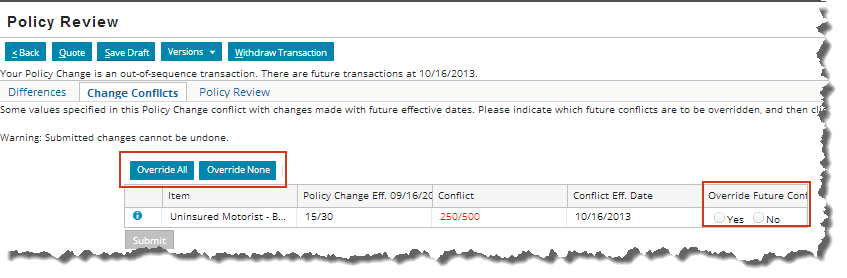 Policy Review
< Back Quote Save Draft Versions Withdraw Transaction
Your Policy Change is an out-of-sequence transaction. There are future transactions at 10/16/2013.
Differences Change Conflicts Policy Review
Some values specified in this Policy Change conflict with changes made with future effective dates. Please indicate which future conflicts are to be overridden, and then cli
Warning: Submitted changes cannot be undone.
Override All Override None
Item Policy Change Eff. 09/16/20 Conflict Conflict Eff. Date Override Future Conf
Uninsured Motorist - B... 15/30 250/500 10/16/2013 Yes No
Submit